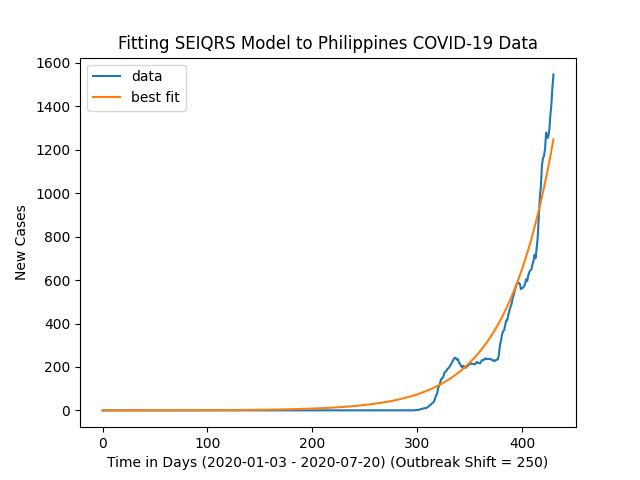 Fitting SEIQRS Model to Philippines COVID-19 Data
data
best fit
New Cases
1600
1400
1200
1000
800
600
400
200
0
0 100 200 300 400
Time in Days (2020-01-03 - 2020-07-20) (Outbreak Shift = 250)